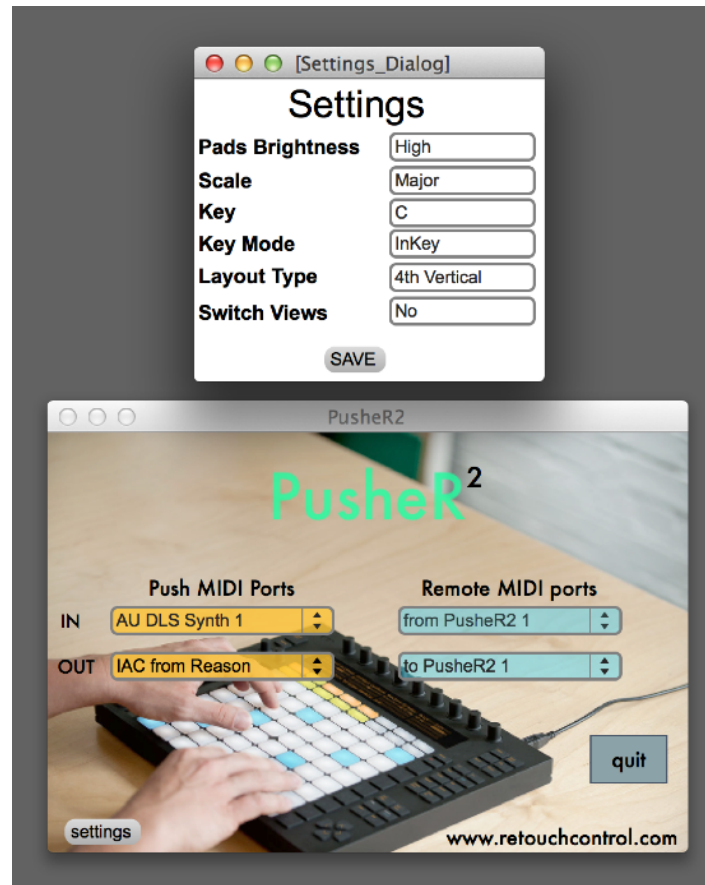 [Settings_Dialog]
Settings
Pads Brightness High
Scale Major
Key C
Key Mode InKey
Layout Type 4th Vertical
Switch Views No
SAVE
PusheR2
PusheR2
Push MIDI Ports Remote MIDI ports
IN AU DLS Synth 1 from PusheR2 1
OUT IAC from Reason to PusheR2 1
quit
settings
www.retouchcontrol.com